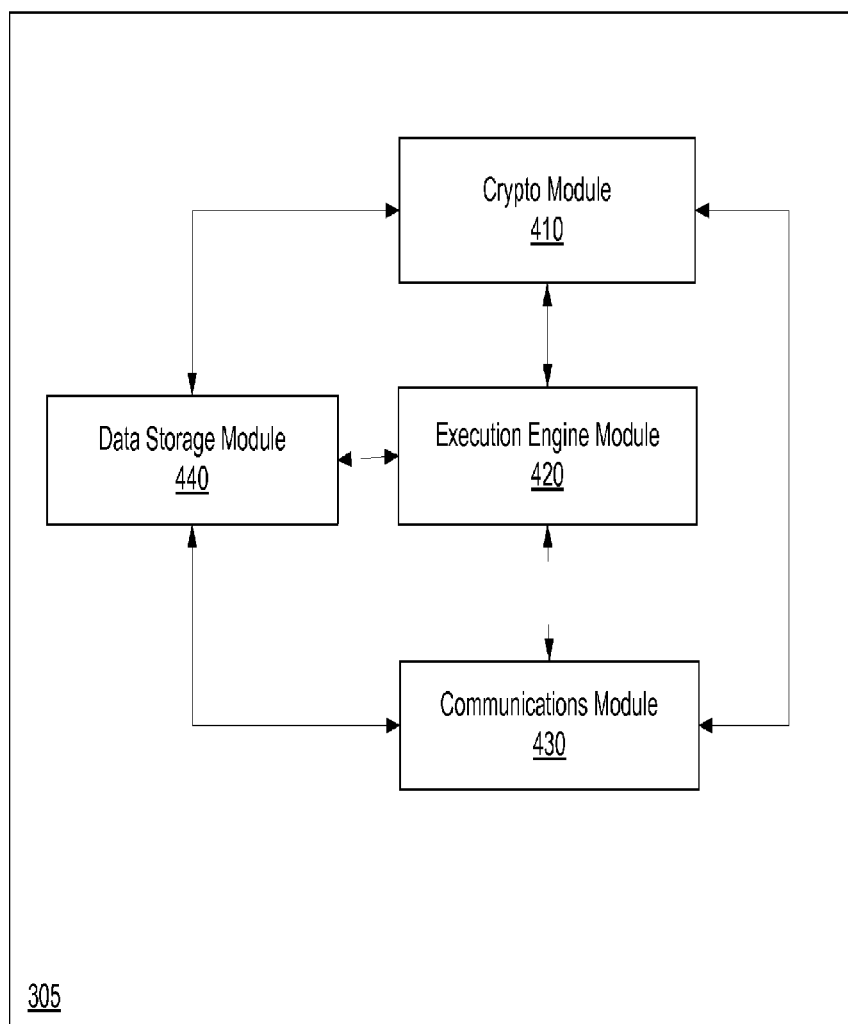 Crypto Module
410
Data Storage Module
440
Execution Engine Module
420
Communications Module
430
305